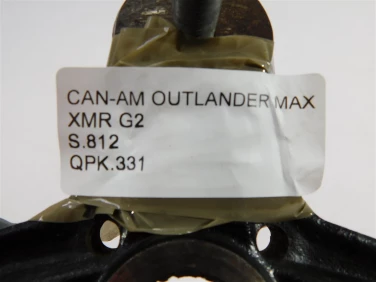 CAN-AM OUTLANDER MAX
XMR G2
S.812
QPK.331